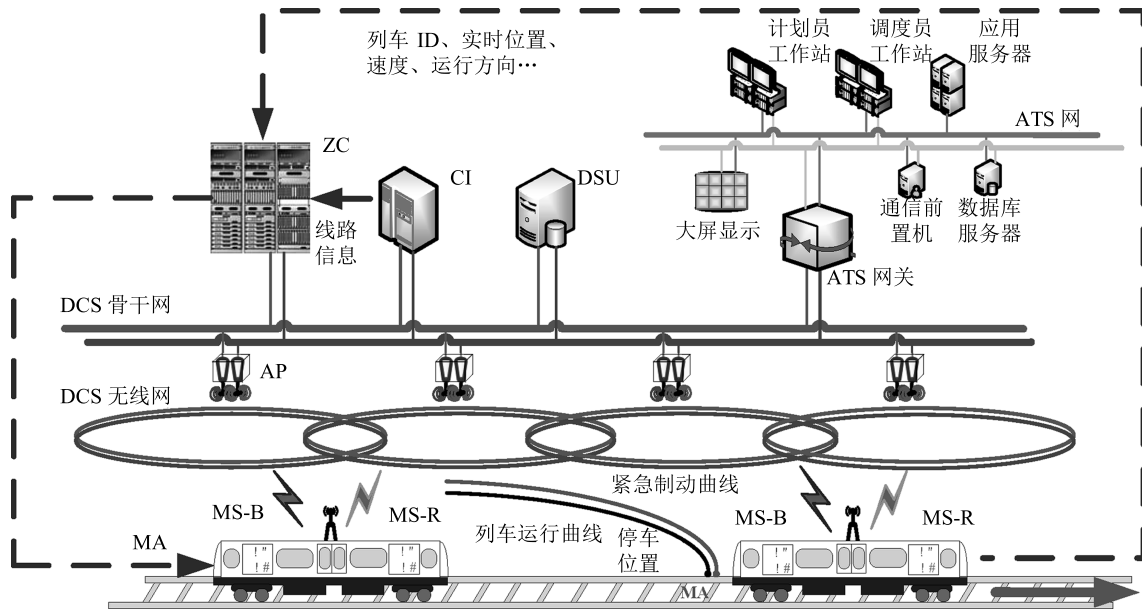 列车 ID、实时位置、
速度、运行方向…
计划员
工作站
调度员
工作站
应用
服务器
ATS 网
ZC
CI
DSU
线路
信息
大屏显示
通信前
置机
数据库
服务器
ATS 网关
DCS 骨干网
AP
DCS 无线网
紧急制动曲线
MS-B
MS-R
列车运行曲线
停车
位置
MS-B
MS-R
MA
! "
! #
! "
! #
! "
! #
! "
! #
MA